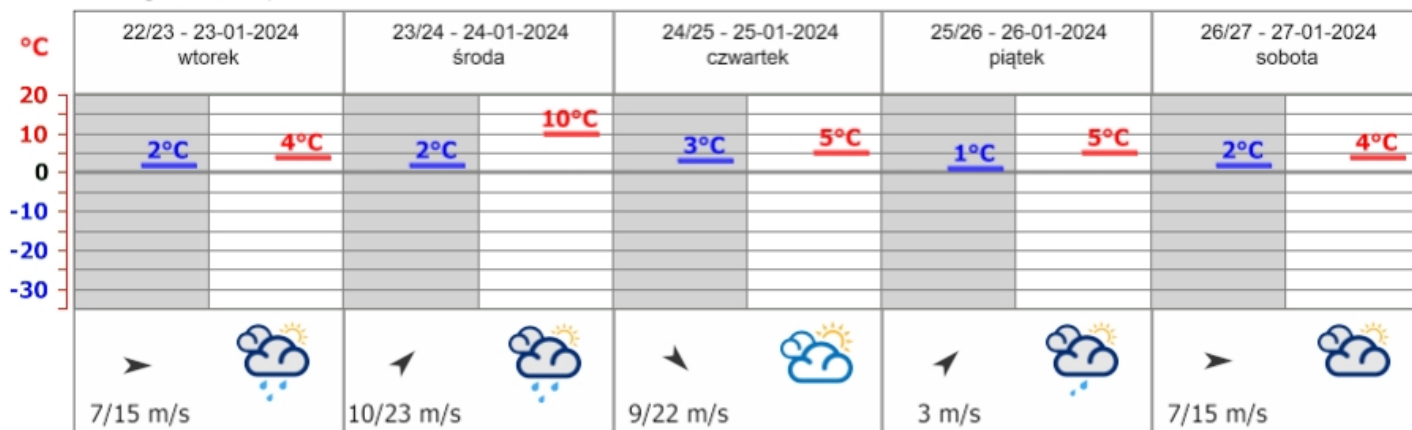 °C
22/23 - 23-01-2024
wtorek
23/24 - 24-01-2024
środa
24/25 - 25-01-2024
czwartek
25/26 - 26-01-2024
piątek
26/27 - 27-01-2024
sobota
20
10
0
-10
-20
-30
2°C
4°C
2°C
10°C
3°C
5°C
1°C
5°C
2°C
4°C
7/15 m/s
10/23 m/s
9/22 m/s
3 m/s
7/15 m/s